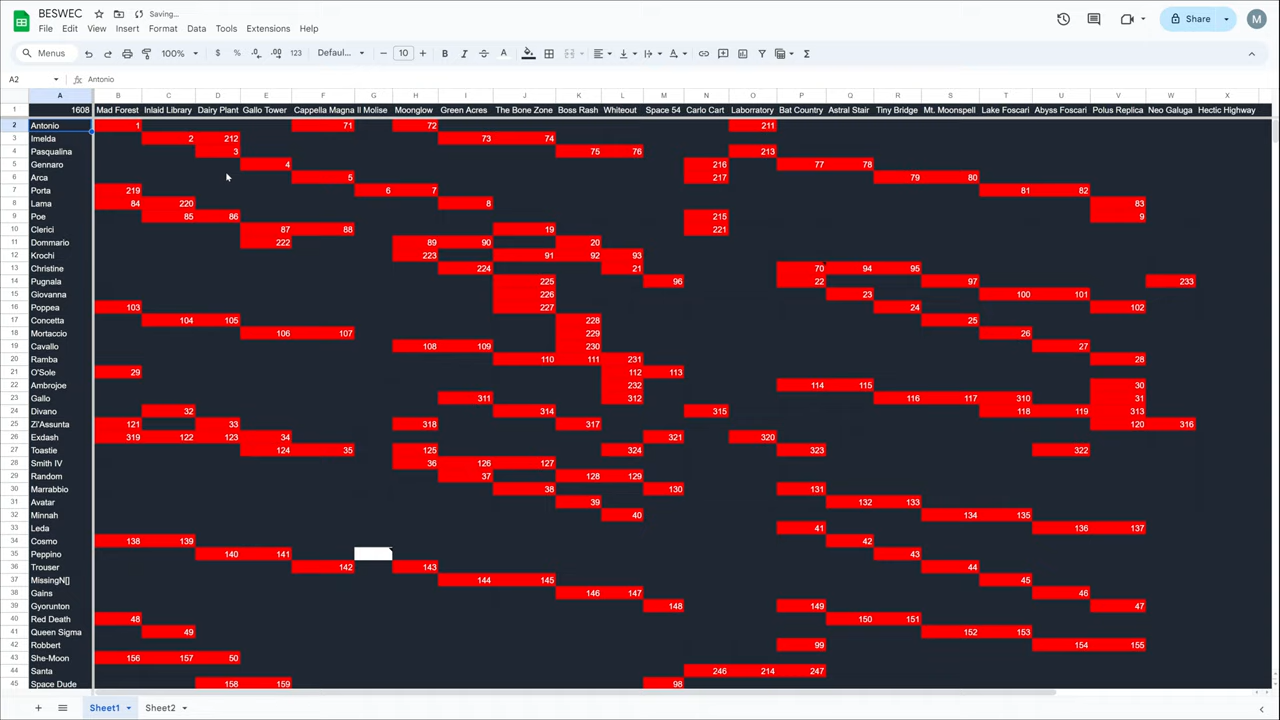 BESWEC Saving...
File Edit View Insert Format Data Tools Extensions Help
Share M
Menus 100% $ % .0 .00 123 Defaul... 10
A2 Antonio
A B C D E F G H I J K L M N O P Q R S T U V W X
1 1608 Mad Forest Inlaid Library Dairy Plant Gallo Tower Cappella Magna Il Molise Moonglow Green Acres The Bone Zone Boss Rash Whiteout Space 54 Carlo Cart Laborratory Bat Country Astral Stair Tiny Bridge Mt. Moonspell Lake Foscari Abyss Foscari Polus Replica Neo Galuga Hectic Highway
2 Antonio 1 71 72 211
3 Imelda 2 212 73 74
4 Pasqualina 3 75 76 213
5 Gennaro 4 216 77 78
6 Arca 5 217 79 80
7 Porta 219 6 7 81 82
8 Lama 84 220 8 83
9 Poe 85 86 215 9
10 Clerici 87 88 19 221
11 Dommario 222 89 90 20
12 Krochi 223 91 92 93
13 Christine 224 21 70 94 95
14 Pugnala 225 96 22 97 233
15 Giovanna 226 23 100 101
16 Poppea 103 227 24 102
17 Concetta 104 105 228 25
18 Mortaccio 106 107 229 26
19 Cavallo 108 109 230 27
20 Ramba 110 111 231 28
21 O'Sole 29 112 113
22 Ambrojoe 232 114 115 30
23 Gallo 311 312 116 117 310 31
24 Divano 32 314 315 118 119 313
25 Zi'Assunta 121 33 318 317 120 316
26 Exdash 319 122 123 34 321 320
27 Toastie 124 35 125 324 323 322
28 Smith IV 36 126 127
29 Random 37 128 129
30 Marrabbio 38 130 131
31 Avatar 39 132 133
32 Minnah 40 134 135
33 Leda 41 136 137
34 Cosmo 138 139 42
35 Peppino 140 141 43
36 Trouser 142 143 44
37 MissingN[] 144 145 45
38 Gains 146 147 46
39 Gyorunton 148 149 47
40 Red Death 48 150 151
41 Queen Sigma 49 152 153
42 Robbert 99 154 155
43 She-Moon 156 157 50
44 Santa 246 214 247
45 Space Dude 158 159 98
Sheet1 Sheet2